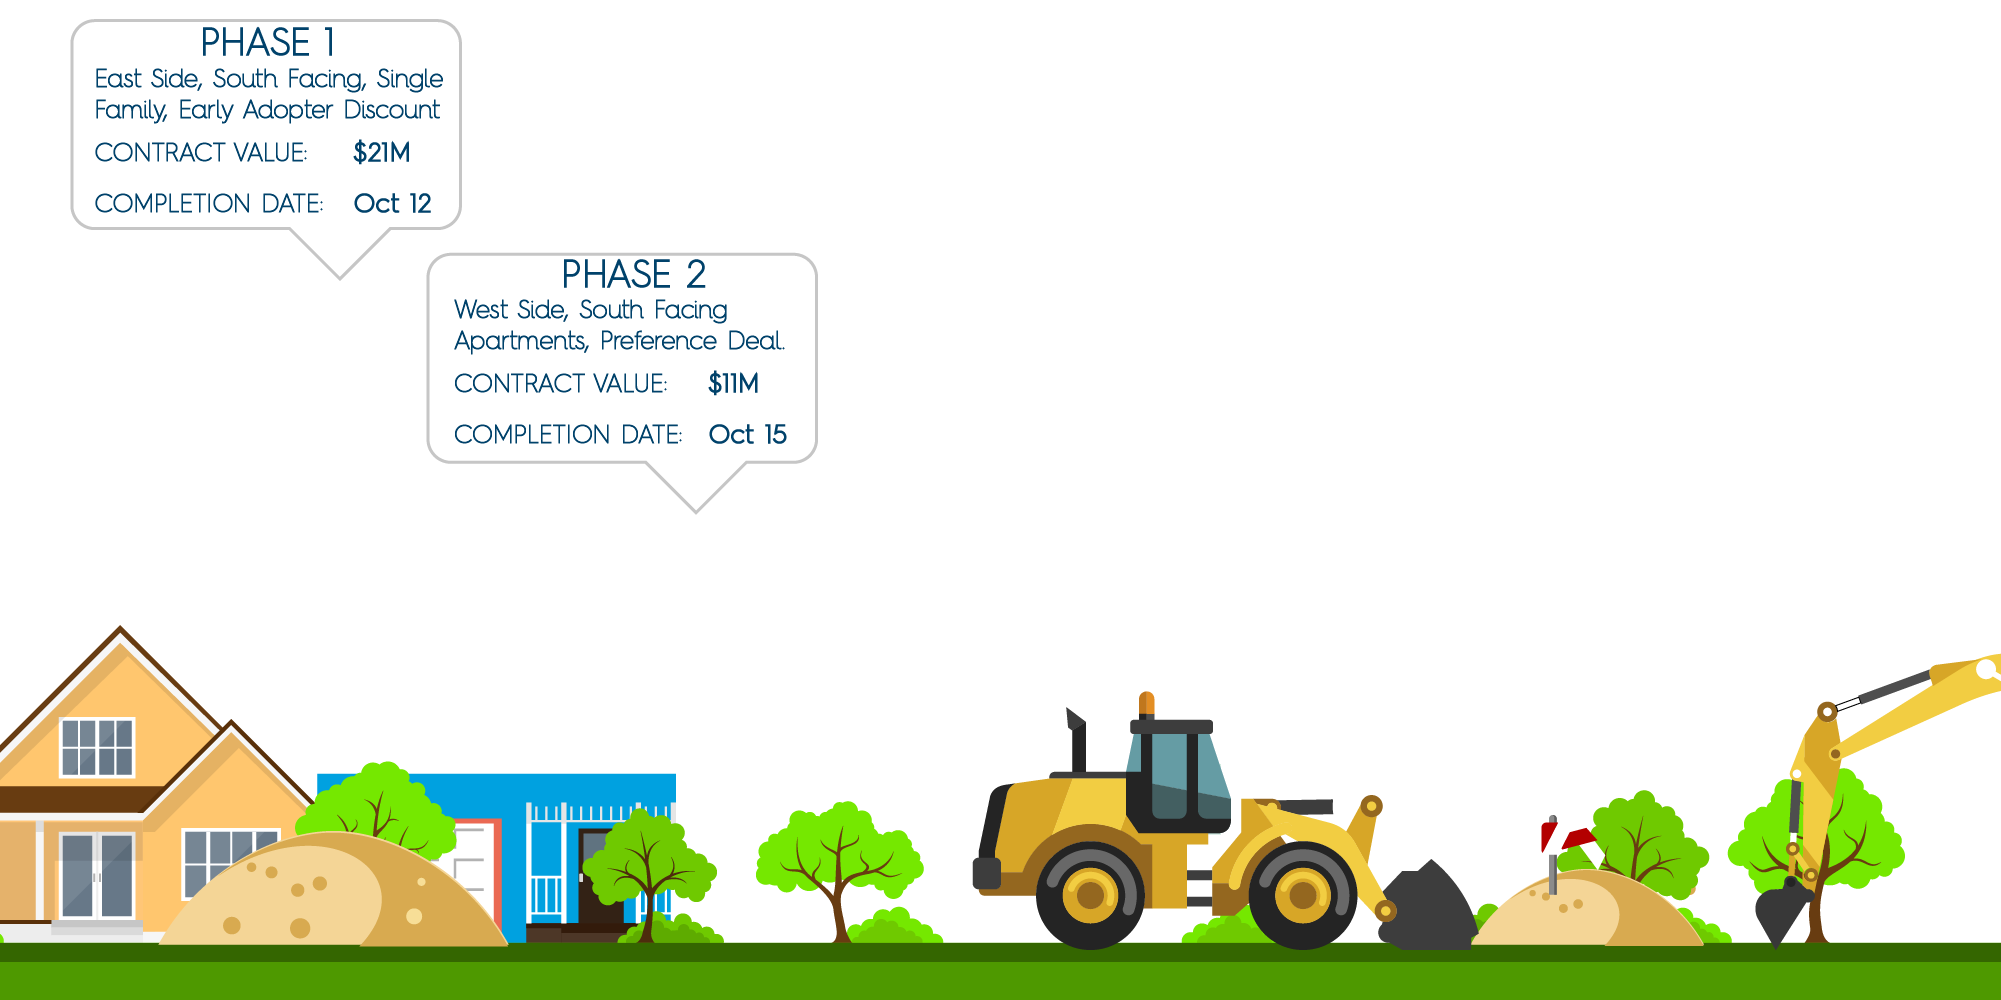 PHASE 1
East Side, South Facing, Single
Family, Early Adopter Discount
CONTRACT VALUE: $21M
COMPLETION DATE: Oct 12
PHASE 2
West Side, South Facing
Apartments, Preference Deal.
CONTRACT VALUE: $11M
COMPLETION DATE: Oct 15